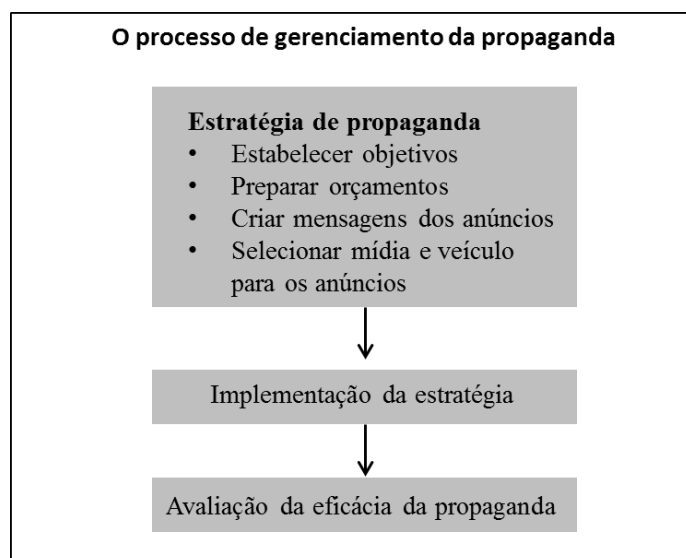 O processo de gerenciamento da propaganda
Estratégia de propaganda
• Estabelecer objetivos
• Preparar orçamentos
• Criar mensagens dos anúncios
• Selecionar mídia e veículo
para os anúncios
Implementação da estratégia
Avaliação da eficácia da propaganda